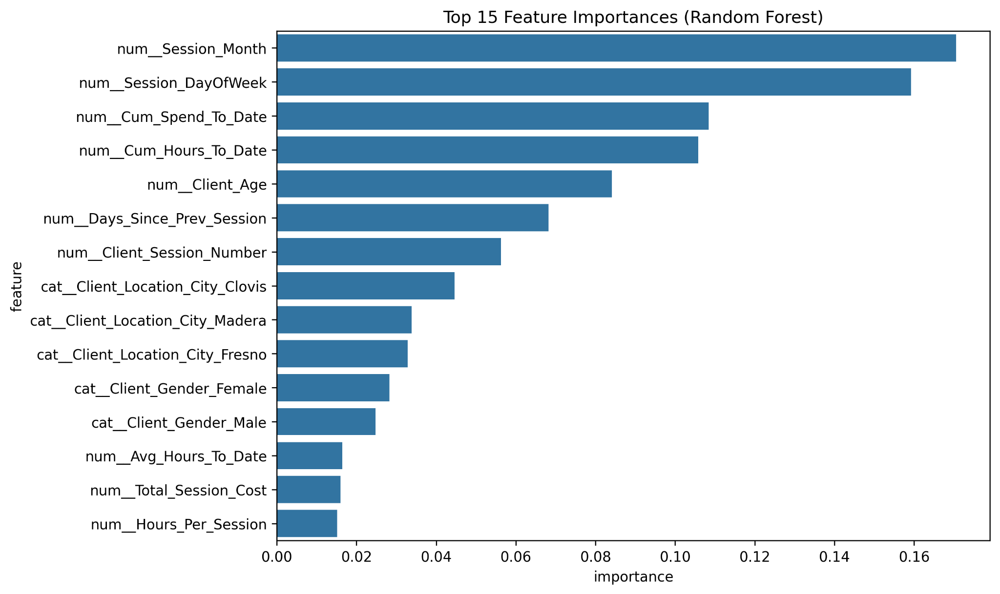 Top 15 Feature Importances (Random Forest)
num__Session_Month
num__Session_DayOfWeek
num__Cum_Spend_To_Date
num__Cum_Hours_To_Date
num__Client_Age
num__Days_Since_Prev_Session
num__Client_Session_Number
cat__Client_Location_City_Clovis
cat__Client_Location_City_Madera
cat__Client_Location_City_Fresno
cat__Client_Gender_Female
cat__Client_Gender_Male
num__Avg_Hours_To_Date
num__Total_Session_Cost
num__Hours_Per_Session
feature
0.00 0.02 0.04 0.06 0.08 0.10 0.12 0.14 0.16
importance